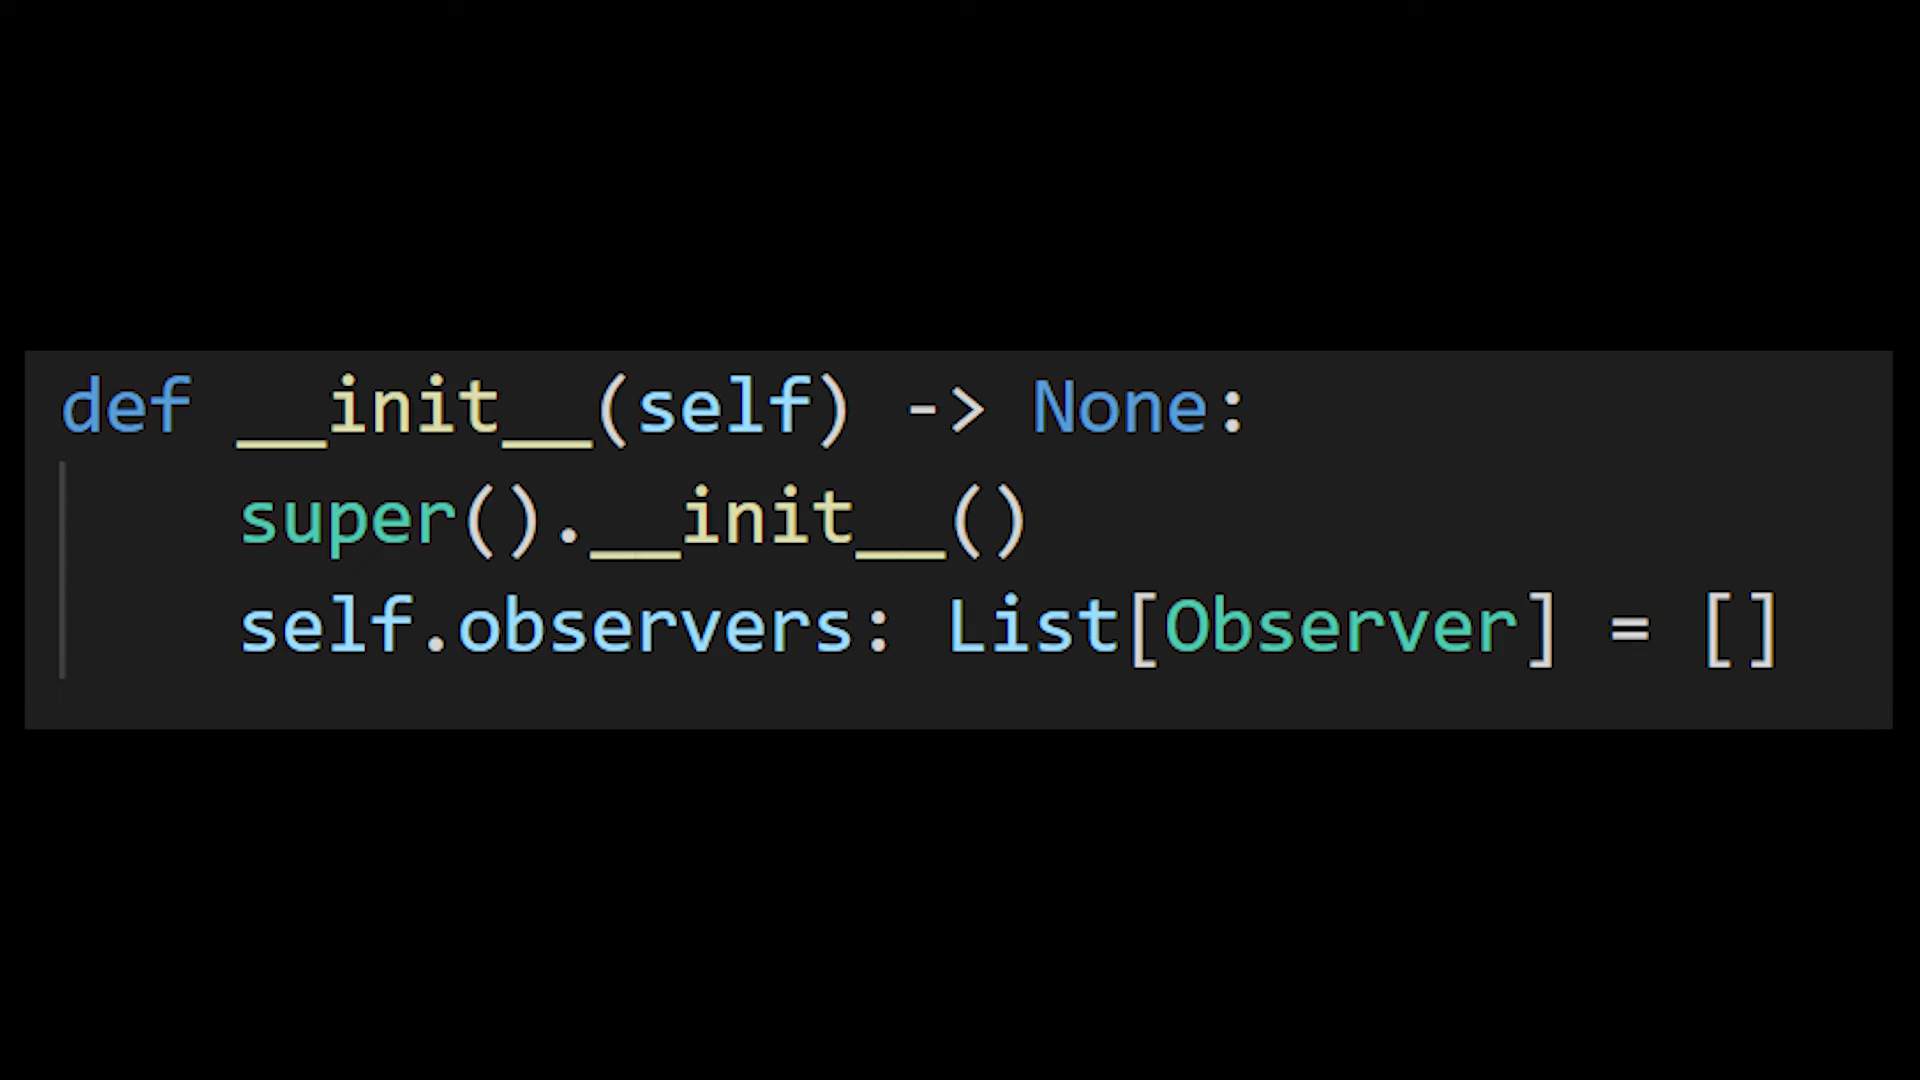 def __init__(self) -> None:
    super().__init__()
    self.observers: List[Observer] = []